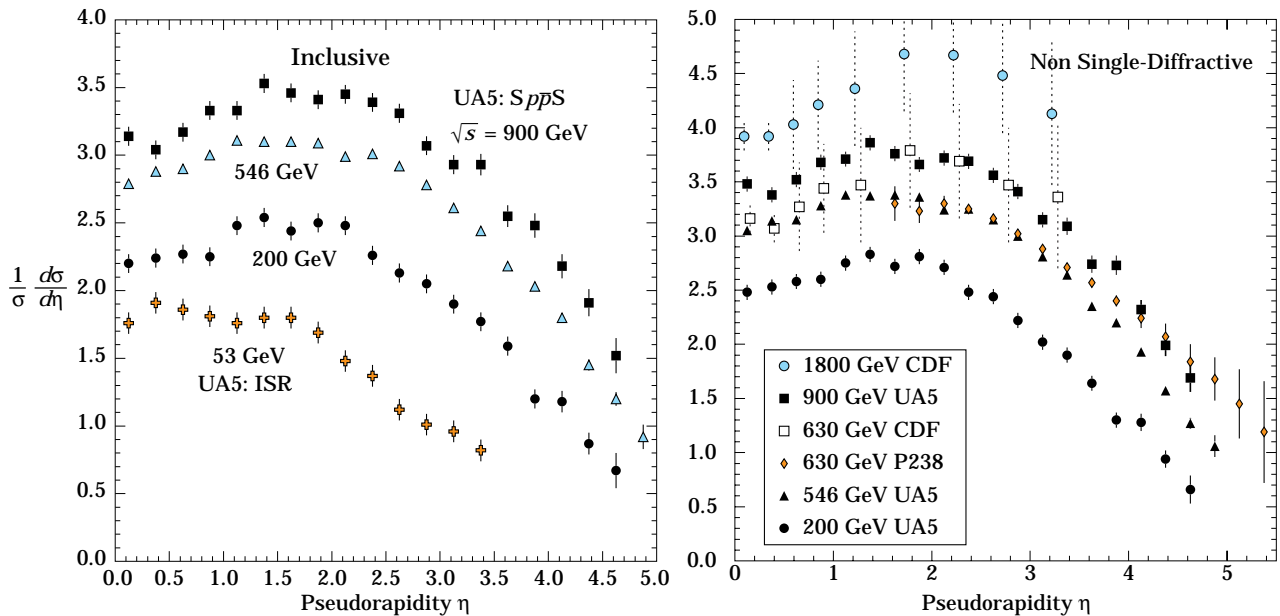 4.0
3.5
3.0
2.5
2.0
1.5
1.0
0.5
0.0
1/σ dσ/dη
0.0 0.5 1.0 1.5 2.0 2.5 3.0 3.5 4.0 4.5 5.0
Pseudorapidity η
Inclusive
UA5: Spp̅S
√s = 900 GeV
546 GeV
200 GeV
53 GeV
UA5: ISR
5.0
4.5
4.0
3.5
3.0
2.5
2.0
1.5
1.0
0.5
0.0
0 1 2 3 4 5
Pseudorapidity η
Non Single-Diffractive
1800 GeV CDF
900 GeV UA5
630 GeV CDF
630 GeV P238
546 GeV UA5
200 GeV UA5